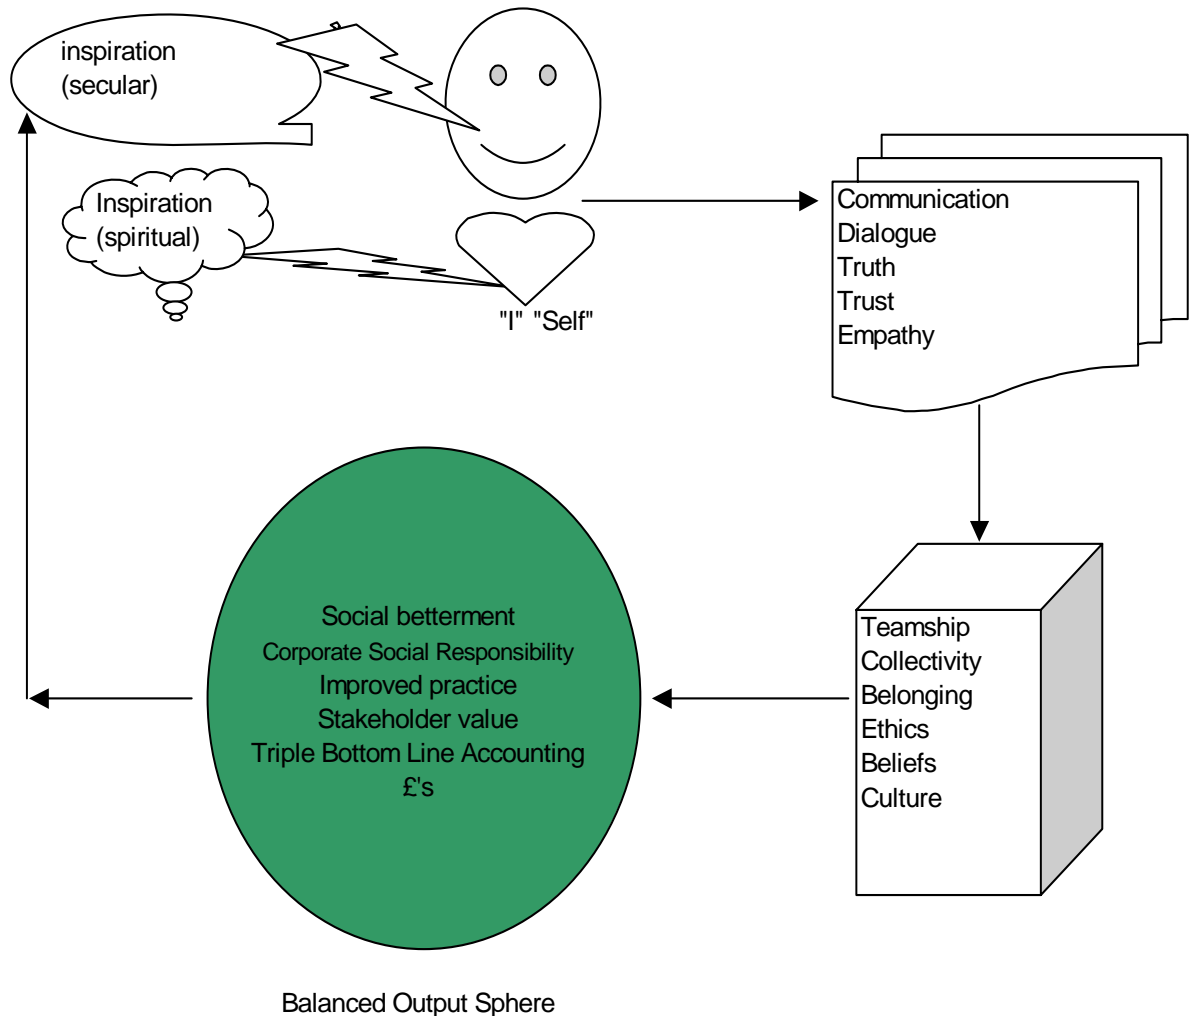 inspiration
(secular)
Inspiration
(spiritual)
"I" "Self"
Communication
Dialogue
Truth
Trust
Empathy
Teamship
Collectivity
Belonging
Ethics
Beliefs
Culture
Social betterment
Corporate Social Responsibility
Improved practice
Stakeholder value
Triple Bottom Line Accounting
£'s
Balanced Output Sphere